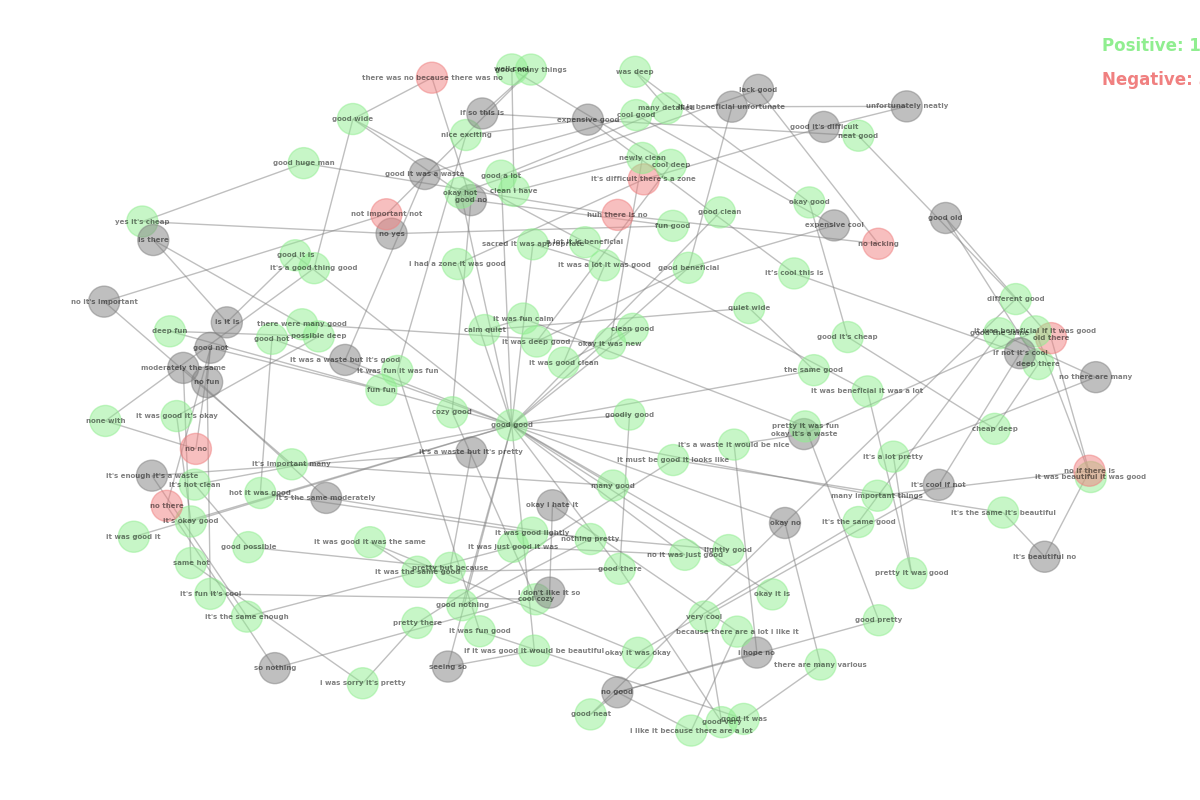 Positive: 1
Negative:
well cool
good many things
was deep
there was no because there was no
lack good
many detailed
it is beneficial unfortunate
unfortunately neatly
if so this is
cool good
good wide
expensive good
good it's difficult
nice exciting
neat good
newly clean
good huge man
cool deep
good it was a waste
good a lot
it's difficult there's a zone
clean I have
okay hot
good no
okay good
not important not
huh there is no
good clean
good old
yes it's cheap
fun good
expensive cool
no yes
is there
sacred it was appropriate
a lot it is beneficial
no lacking
good it is
I had a zone it was good
it was a lot it was good
good beneficial
it's a good thing good
it's cool this is
no it's important
different good
quiet wide
it was fun calm
is it is
there were many good
deep fun
calm quiet
clean good
it was beneficial if it was good
good the same
possible deep
good hot
good it's cheap
old there
it was deep good
okay it was new
good not
if not it's cool
it was a waste but it's good
it was good clean
deep there
moderately the same
it was fun it was fun
the same good
no there are many
no fun
fun fun
it was beneficial it was a lot
cozy good
goodly good
it was good it's okay
none with
good good
pretty it was fun
cheap deep
okay it's a waste
it's a waste it would be nice
no no
it's a waste but it's pretty
it's a lot pretty
it must be good it looks like
it's important many
no if there is
it's enough it's a waste
it was beautiful it was good
it's hot clean
many good
it's cool if not
hot it was good
it's the same moderately
many important things
no there
okay I hate it
it's the same it's beautiful
it's okay good
okay no
it's the same good
it was good it
it was good lightly
nothing pretty
it was good it was the same
good possible
it was just good it was
lightly good
no it was just good
it's beautiful no
same hot
pretty but because
it was the same good
good there
pretty it was good
it's fun it's cool
I don't like it so
okay it is
cool cozy
good nothing
it's the same enough
very cool
pretty there
good pretty
it was fun good
because there are a lot i like it
if it was good it would be beautiful
okay it was okay
i hope no
so nothing
seeing so
there are many various
I was sorry it's pretty
no good
good neat
good it was
good very
I like it because there are a lot